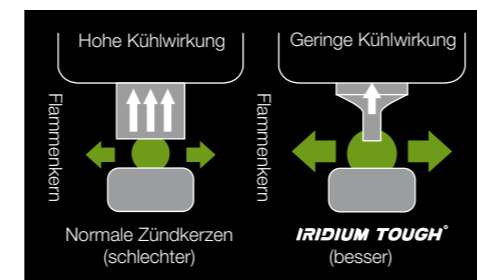 Hohe Kühlwirkung
Flammenkern
Normale Zündkerzen
(schlechter)
Geringe Kühlwirkung
Flammenkern
IRIDIUM TOUGH°
(besser)